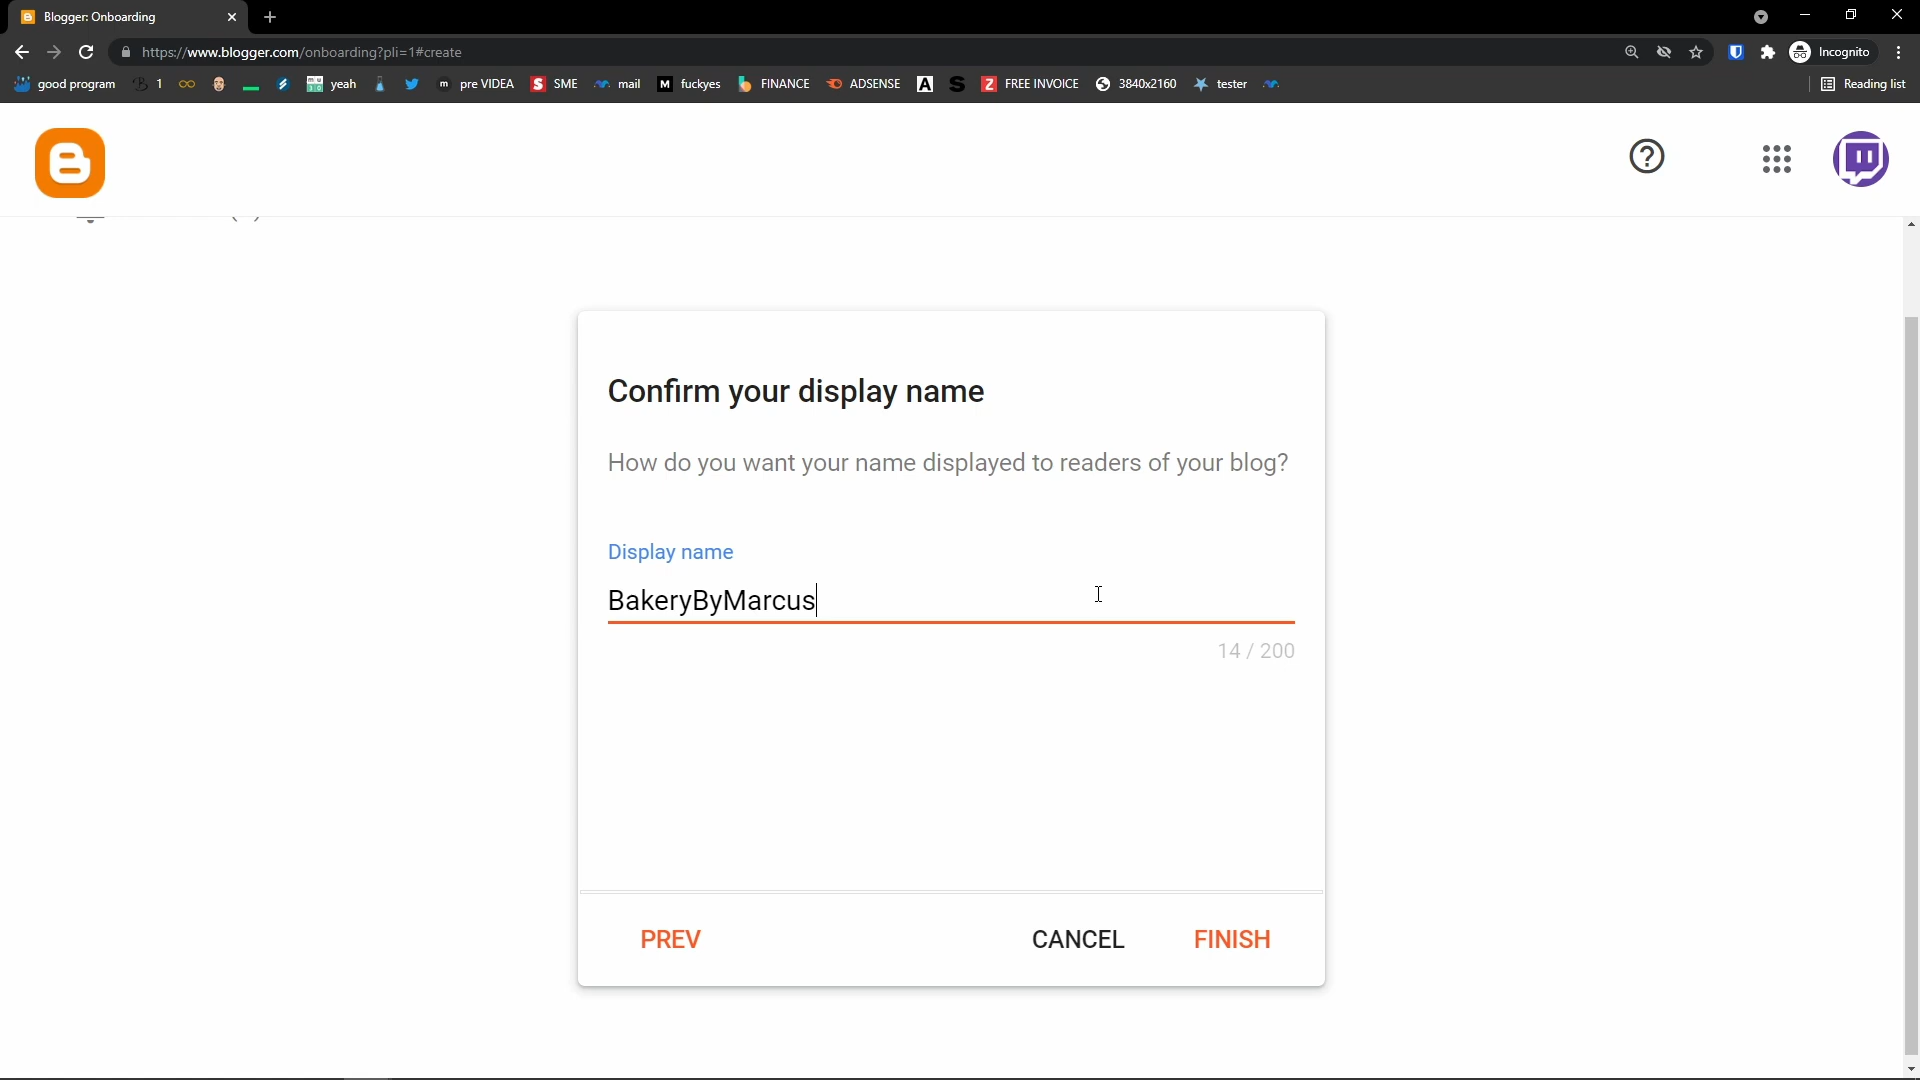 Blogger: Onboarding
https://www.blogger.com/onboarding?pli=1#create
Incognito
good program
1
yeah
pre VIDEA
SME
mail
fuckyes
FINANCE
ADSENSE
FREE INVOICE
3840x2160
tester
Reading list
Confirm your display name
How do you want your name displayed to readers of your blog?
Display name
BakeryByMarcus
14 / 200
PREV
CANCEL
FINISH